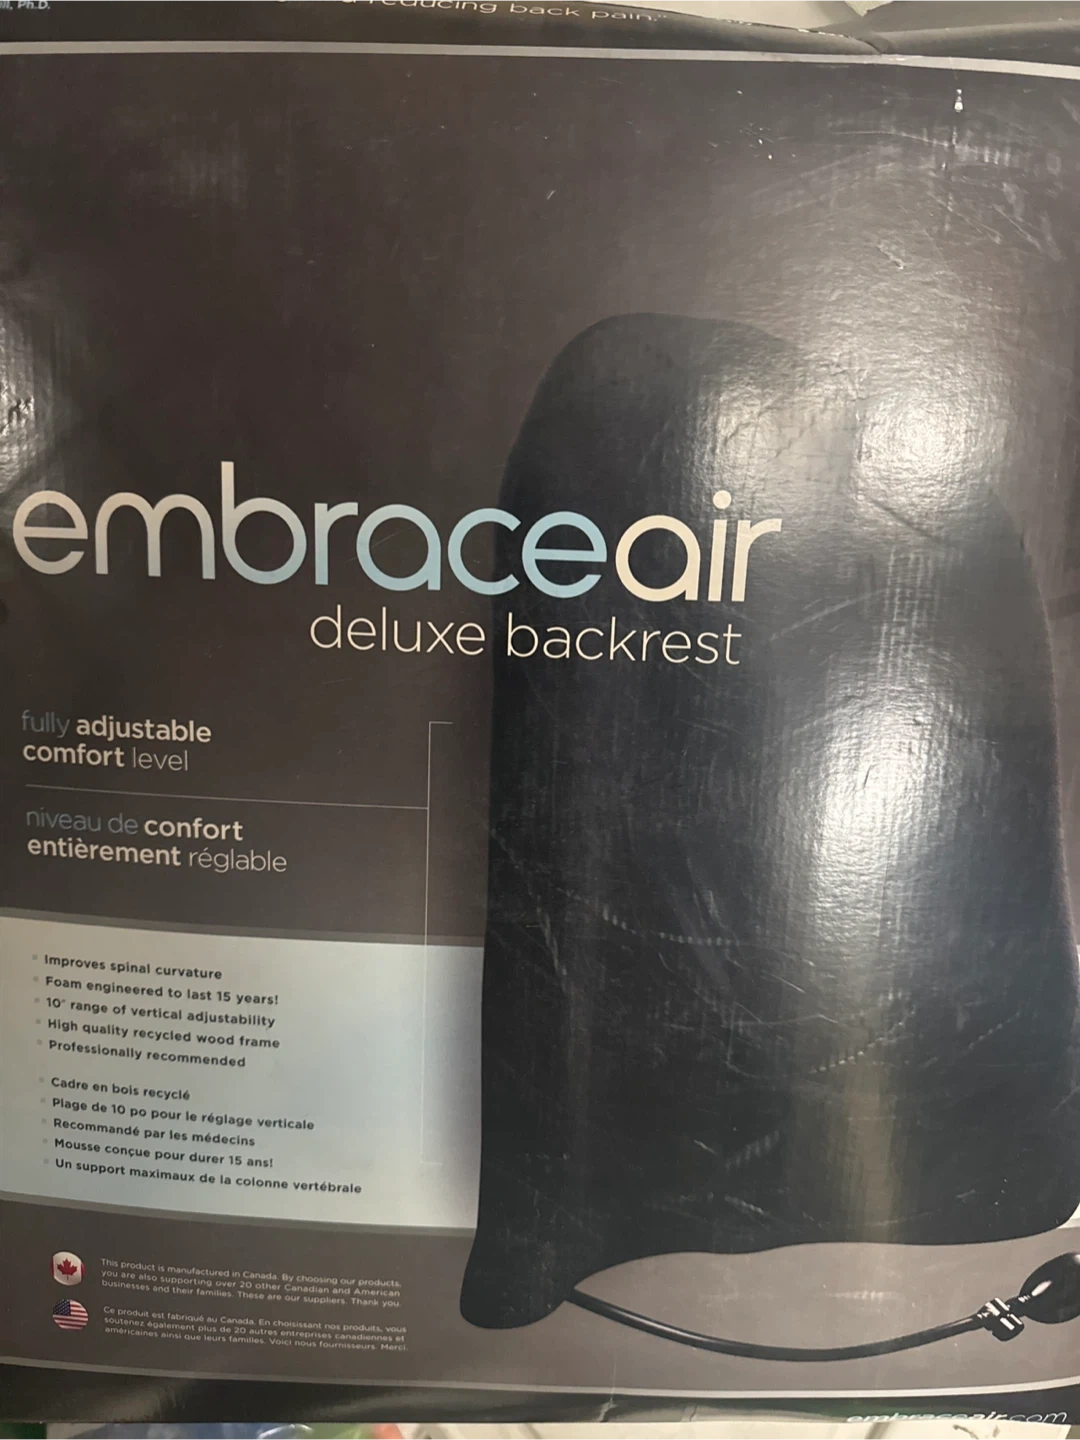 Ph.D.
reducing back pain."
embraceair
deluxe backrest
fully adjustable
comfort level
niveau de confort
entièrement réglable
Improves spinal curvature
Foam engineered to last 15 years!
10" range of vertical adjustability
High quality recycled wood frame
Professionally recommended
Cadre en bois recyclé
Plage de 10 po pour le réglage verticale
Recommandé par les médecins
Mousse conçue pour durer 15 ans!
Un support maximaux de la colonne vertébrale
This product is manufactured in Canada. By choosing our products,
you are also supporting over 20 other Canadian and American
businesses and their families. These are our suppliers. Thank you.
Ce produit est fabriqué au Canada. En choisissant nos produits, vous
soutenez également plus de 20 autres entreprises canadiennes et
américaines ainsi que leurs familles. Voici nous fournisseurs. Merci.
embraceair.com